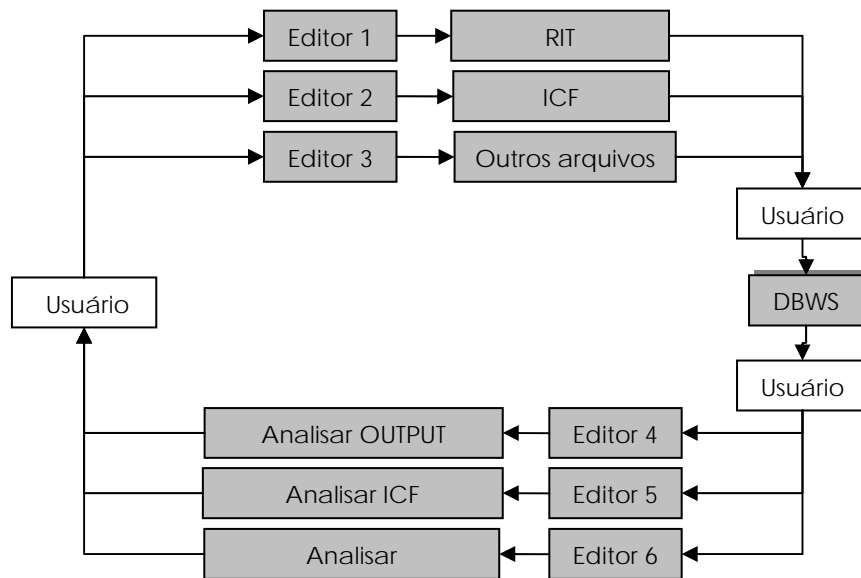 Editor 1
RIT
Editor 2
ICF
Editor 3
Outros arquivos
Usuário
Usuário
DBWS
Usuário
Analisar OUTPUT
Editor 4
Analisar ICF
Editor 5
Analisar
Editor 6